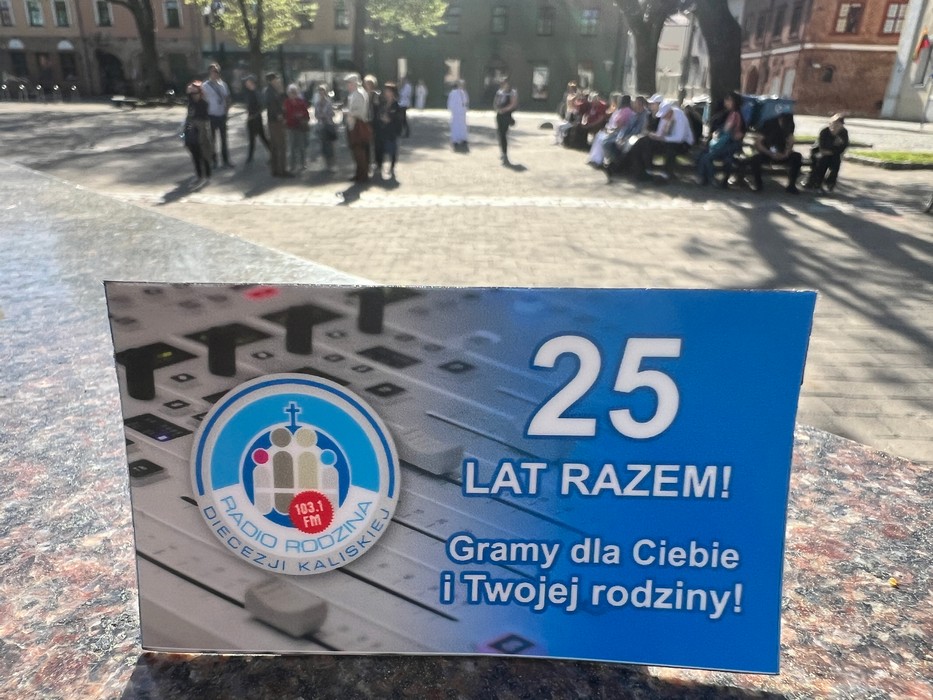 25
LAT RAZEM!
Gramy dla Ciebie
i Twojej rodziny!
103.1
FM
RADIO RODZINA
DIECEZJI KALISKIEJ